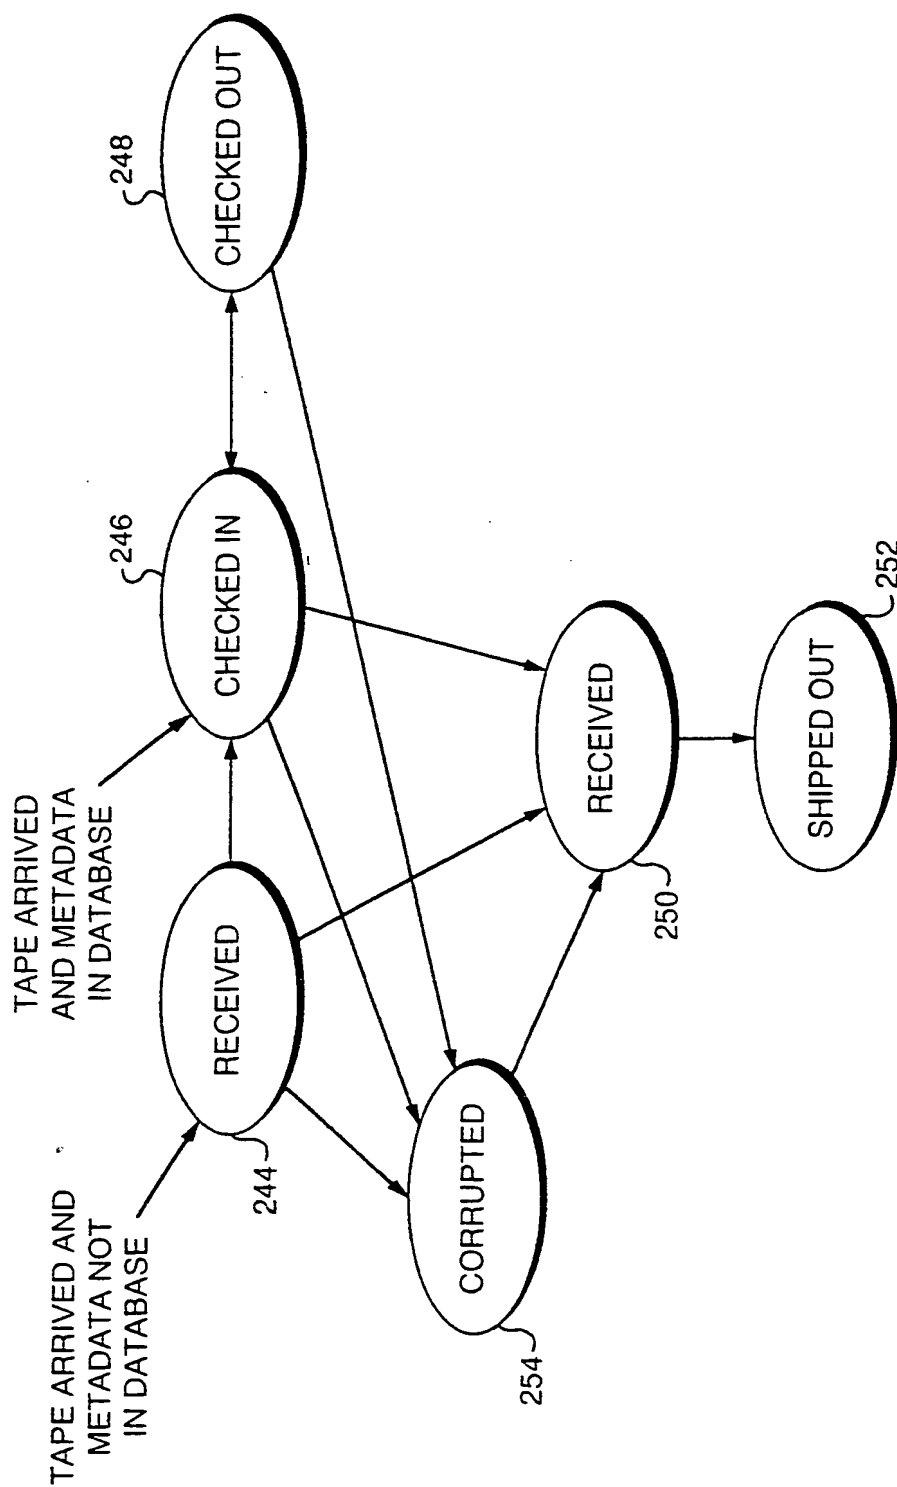 TAPE ARRIVED AND
METADATA NOT
IN DATABASE
TAPE ARRIVED
AND METADATA
IN DATABASE
244
RECEIVED
246
CHECKED IN
248
CHECKED OUT
254
CORRUPTED
250
RECEIVED
252
SHIPPED OUT